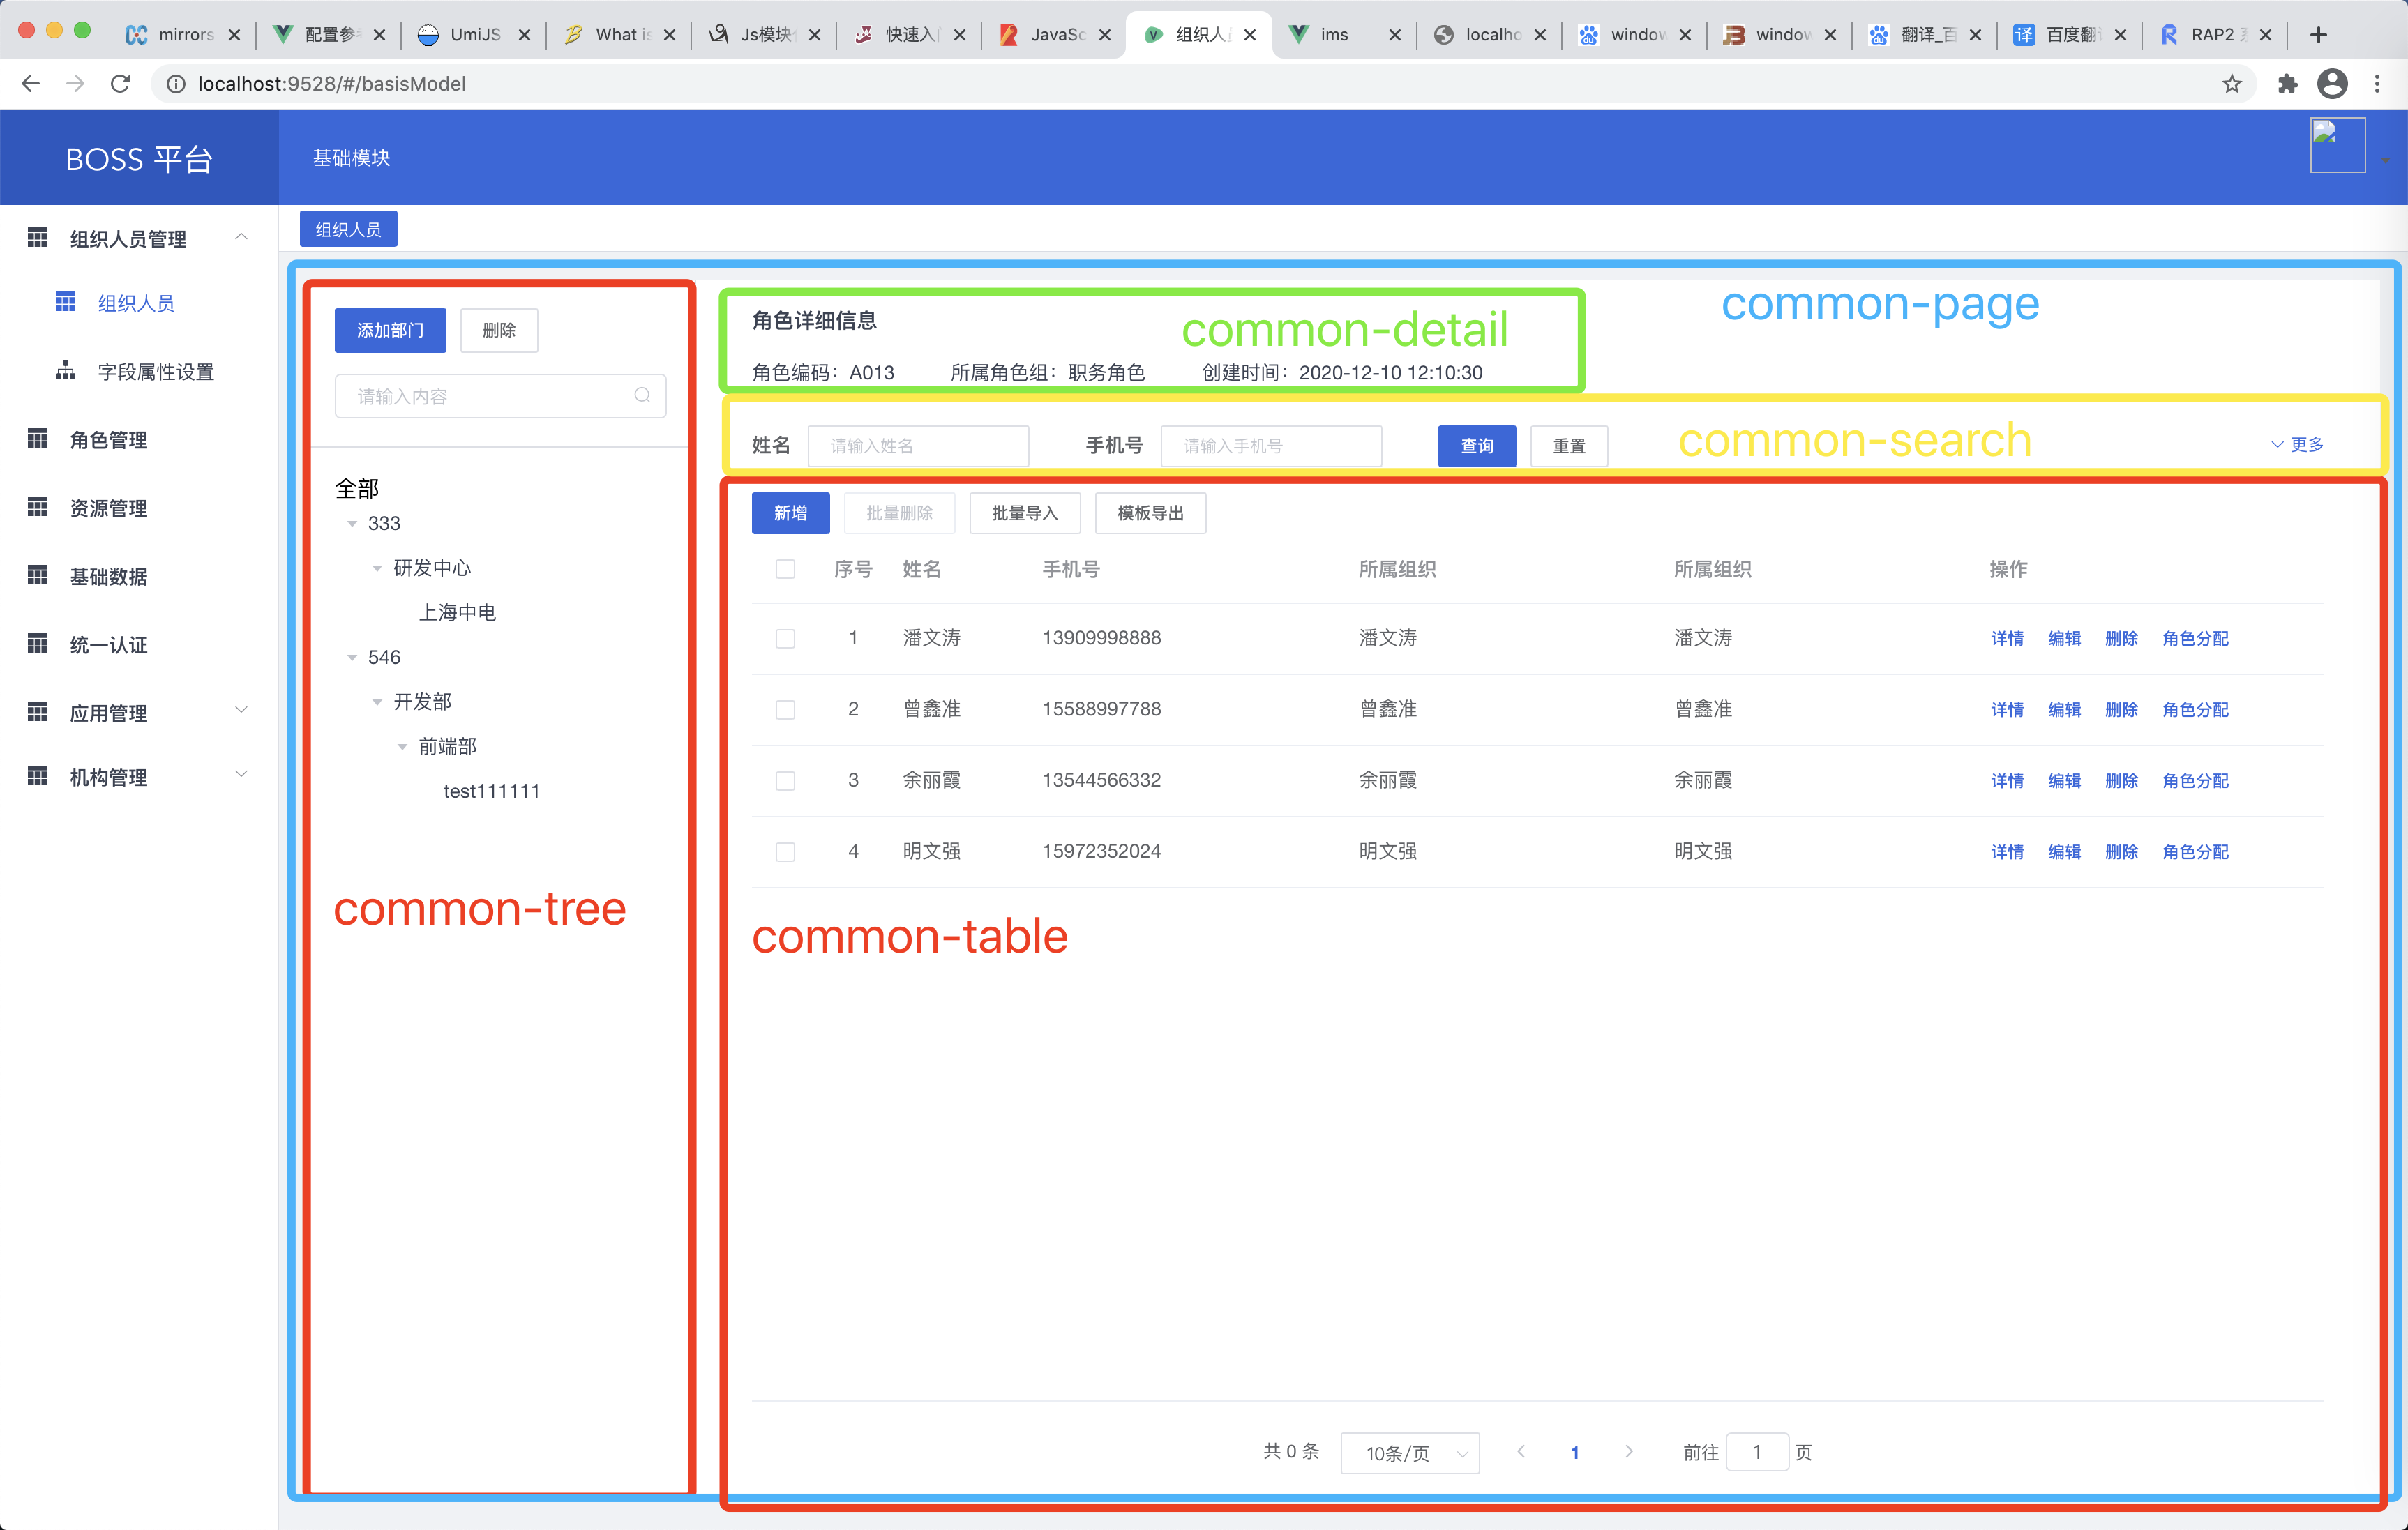 mirrors
配置参
UmiJS
What is
Js模块
快速入门
JavaSc
组织人
ims
localho
window
window
翻译_百
百度翻
RAP2
localhost:9528/#/basisModel
BOSS 平台
基础模块
组织人员管理
组织人员
字段属性设置
角色管理
资源管理
基础数据
统一认证
应用管理
机构管理
组织人员
添加部门 删除
请输入内容
全部
333
研发中心
上海中电
546
开发部
前端部
test111111
common-tree
common-page
角色详细信息
common-detail
角色编码：A013 所属角色组：职务角色 创建时间：2020-12-10 12:10:30
姓名 请输入姓名 手机号 请输入手机号 查询 重置 common-search 更多
新增 批量删除 批量导入 模板导出
序号 姓名 手机号 所属组织 所属组织 操作
1 潘文涛 13909998888 潘文涛 潘文涛 详情 编辑 删除 角色分配
2 曾鑫准 15588997788 曾鑫准 曾鑫准 详情 编辑 删除 角色分配
3 余丽霞 13544566332 余丽霞 余丽霞 详情 编辑 删除 角色分配
4 明文强 15972352024 明文强 明文强 详情 编辑 删除 角色分配
common-table
共 0 条 10条/页 1 前往 1 页